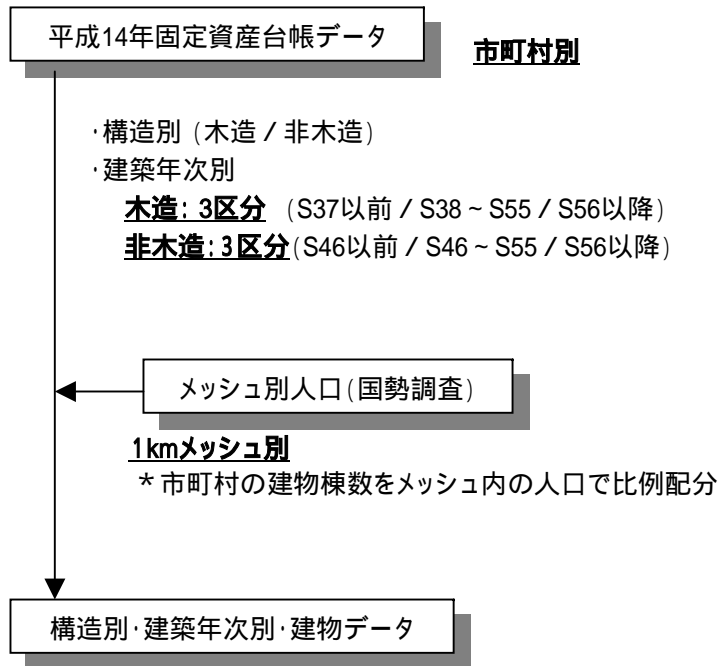 平成14年固定資産台帳データ
市町村別
・構造別（木造／非木造）
・建築年次別
木造：3区分（S37以前／S38～S55／S56以降）
非木造：3区分（S46以前／S46～S55／S56以降）
メッシュ別人口（国勢調査）
1kmメッシュ別
＊市町村の建物棟数をメッシュ内の人口で比例配分
構造別・建築年次別・建物データ